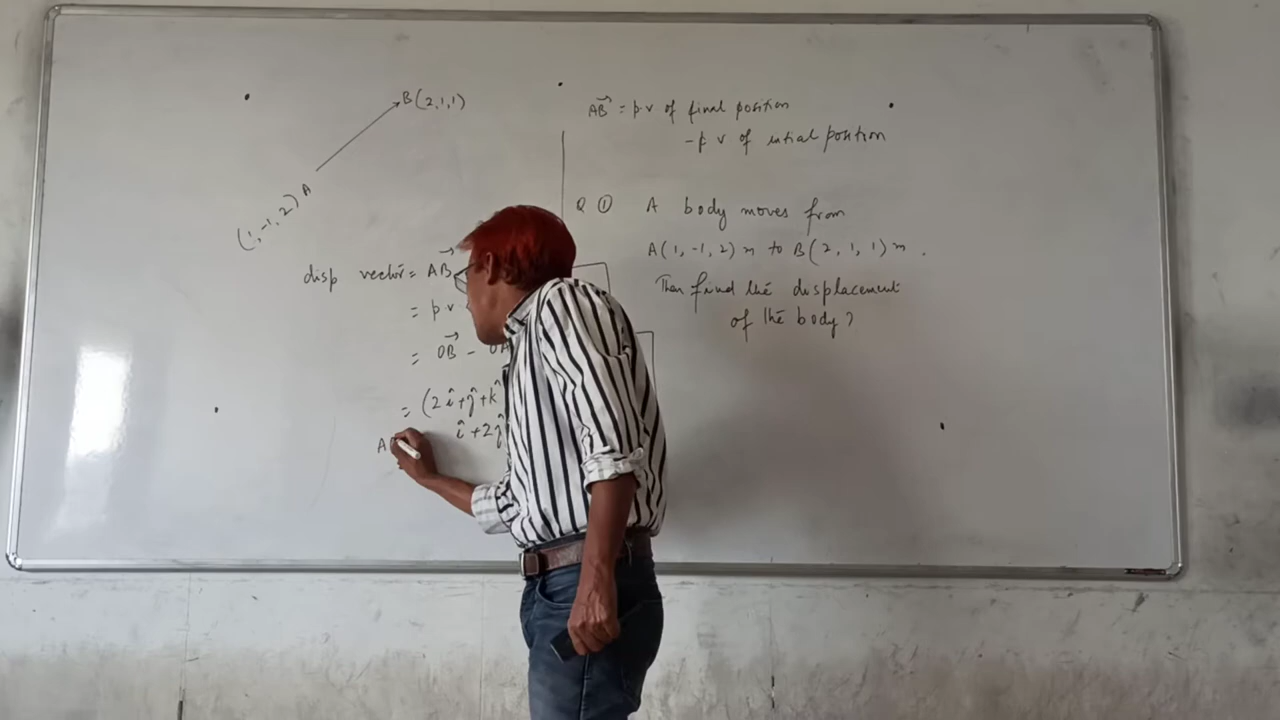 B(2,1,1)
(1,-1,2) A
disp vector = AB⃗
= p.v
= OB⃗ - OA
= (2î+ĵ+k̂
î+2ĵ
A
AB⃗ = p.v of final position
- p v of intial position
Q ① A body moves from
A(1,-1,2) m to B(2,1,1) m.
Then find the displacement
of the body?